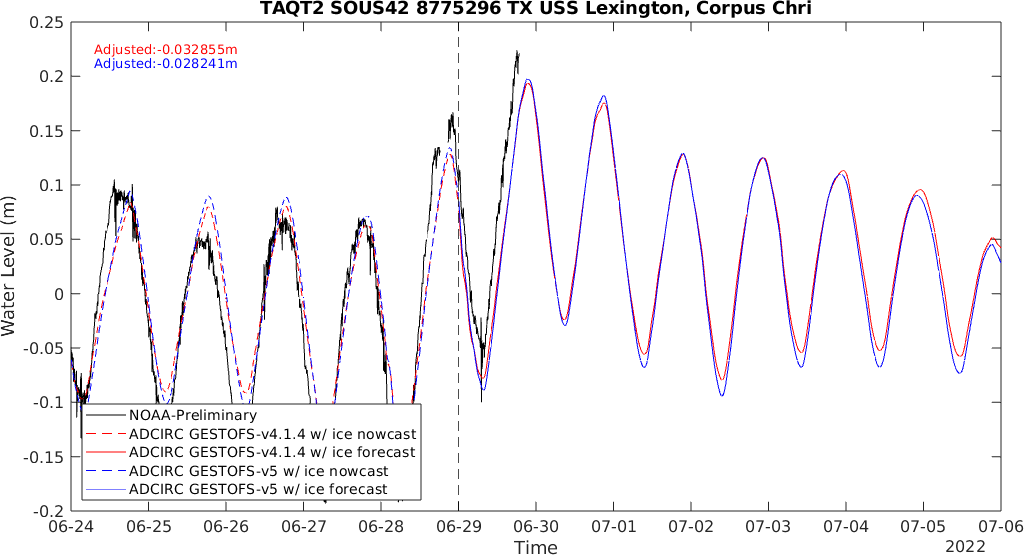 TAQT2 SOUS42 8775296 TX USS Lexington, Corpus Chri
Adjusted:-0.032855m
Adjusted:-0.028241m
Water Level (m)
0.25
0.2
0.15
0.1
0.05
0
-0.05
-0.1
-0.15
-0.2
NOAA-Preliminary
ADCIRC GESTOFS-v4.1.4 w/ ice nowcast
ADCIRC GESTOFS-v4.1.4 w/ ice forecast
ADCIRC GESTOFS-v5 w/ ice nowcast
ADCIRC GESTOFS-v5 w/ ice forecast
06-24 06-25 06-26 06-27 06-28 06-29 06-30 07-01 07-02 07-03 07-04 07-05 07-06
Time
2022